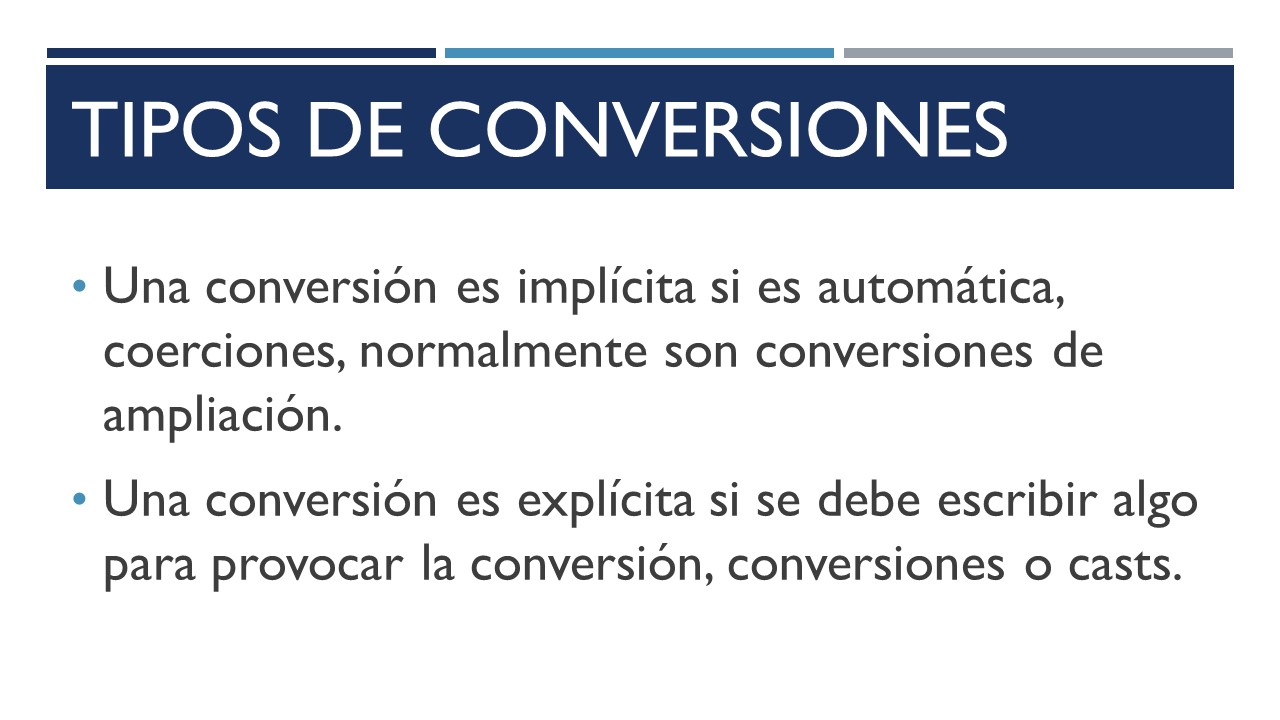 TIPOS DE CONVERSIONES
• Una conversión es implícita si es automática,
coerciones, normalmente son conversiones de
ampliación.
• Una conversión es explícita si se debe escribir algo
para provocar la conversión, conversiones o casts.